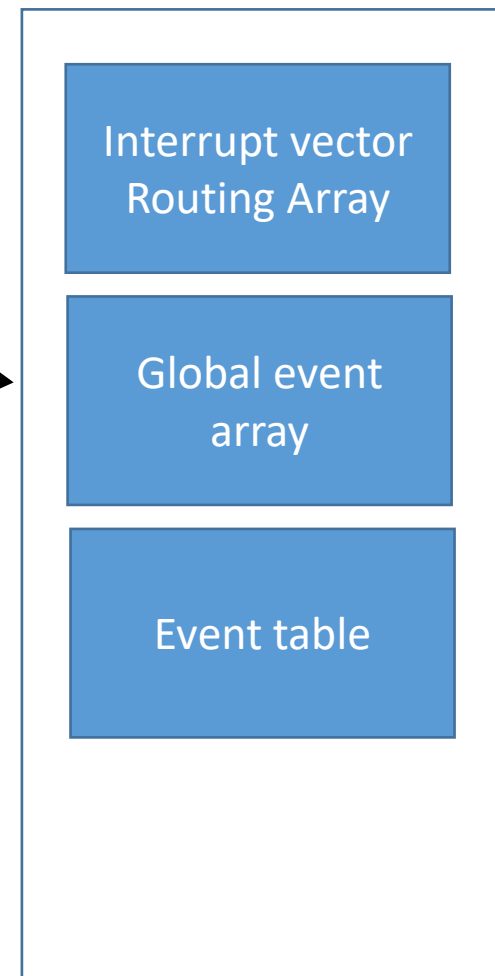 Interrupt vector
Routing Array
Global event
array
Event table